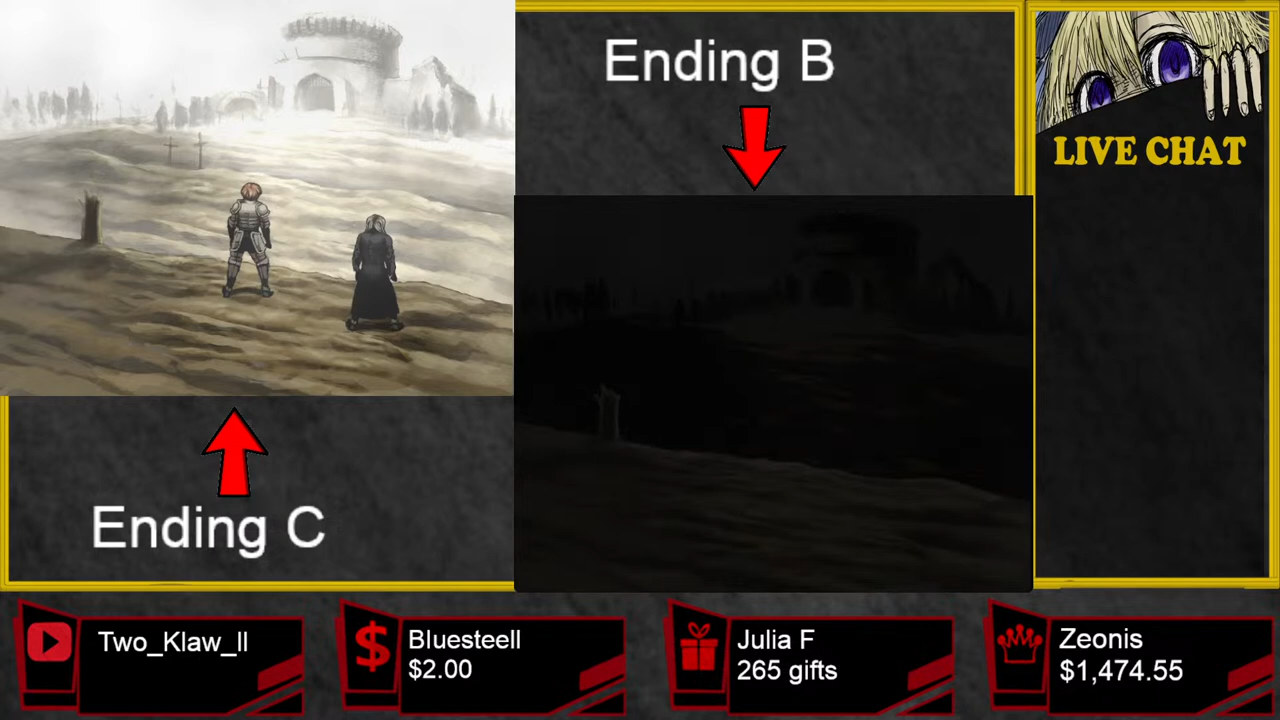 Ending B
LIVE CHAT
Ending C
Two_Klaw_ll
Bluesteell
$2.00
Julia F
265 gifts
Zeonis
$1,474.55